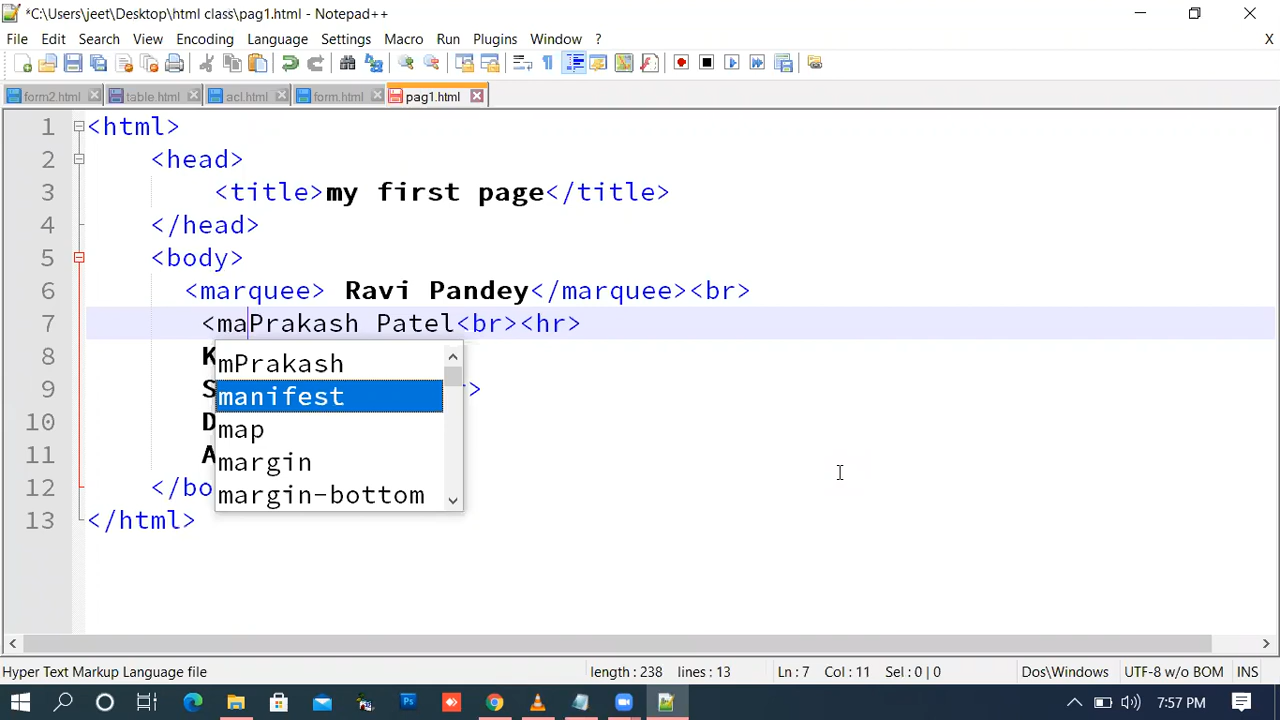 *C:\Users\jeet\Desktop\html class\pag1.html - Notepad++
File Edit Search View Encoding Language Settings Macro Run Plugins Window ? X
form2.html table.html acl.html form.html pag1.html
1 <html>
2 <head>
3 <title>my first page</title>
4 </head>
5 <body>
6 <marquee> Ravi Pandey</marquee><br>
7 <maPrakash Patel<br><hr>
8 K
mPrakash
9 S >
manifest
10 D
map
11 A
margin
12 </bo
margin-bottom
13 </html>
Hyper Text Markup Language file length : 238 lines : 13 Ln : 7 Col : 11 Sel : 0 | 0 Dos\Windows UTF-8 w/o BOM INS
7:57 PM